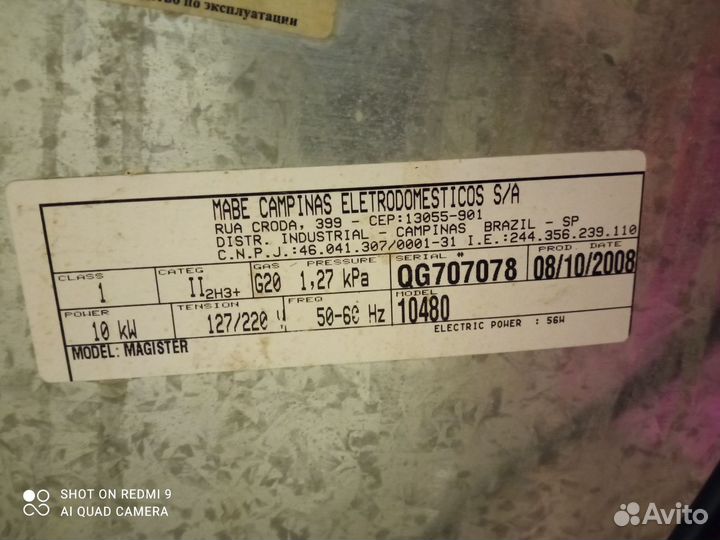 по эксплуатации
MABE CAMPINAS ELETRODOMESTICOS S/A
RUA CRODA, 399 - CEP:13055-901
DISTR. INDUSTRIAL - CAMPINAS BRAZIL - SP
C.N.P.J.:46.041.307/0001-31 I.E.:244.356.239.110
CLASS CATEG GAS PRESSURE SERIAL # PROD. DATE
1 II2H3+ G20 1,27 kPa QG707078 08/10/2008
POWER TENSION FREQ MODEL
10 kW 127/220 V 50-60 Hz 10480
ELECTRIC POWER : 56W
MODEL: MAGISTER
SHOT ON REDMI 9
AI QUAD CAMERA
Avito